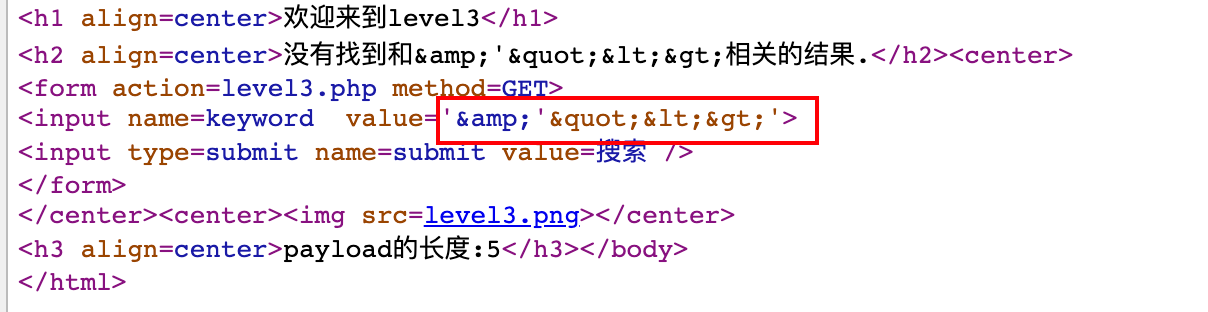 <h1 align=center>欢迎来到level3</h1>
<h2 align=center>没有找到和&amp;'&quot;&lt;&gt;相关的结果.</h2><center>
<form action=level3.php method=GET>
<input name=keyword  value='&amp;'&quot;&lt;&gt;'>
<input type=submit name=submit value=搜索 />
</form>
</center><center><img src=level3.png></center>
<h3 align=center>payload的长度:5</h3></body>
</html>